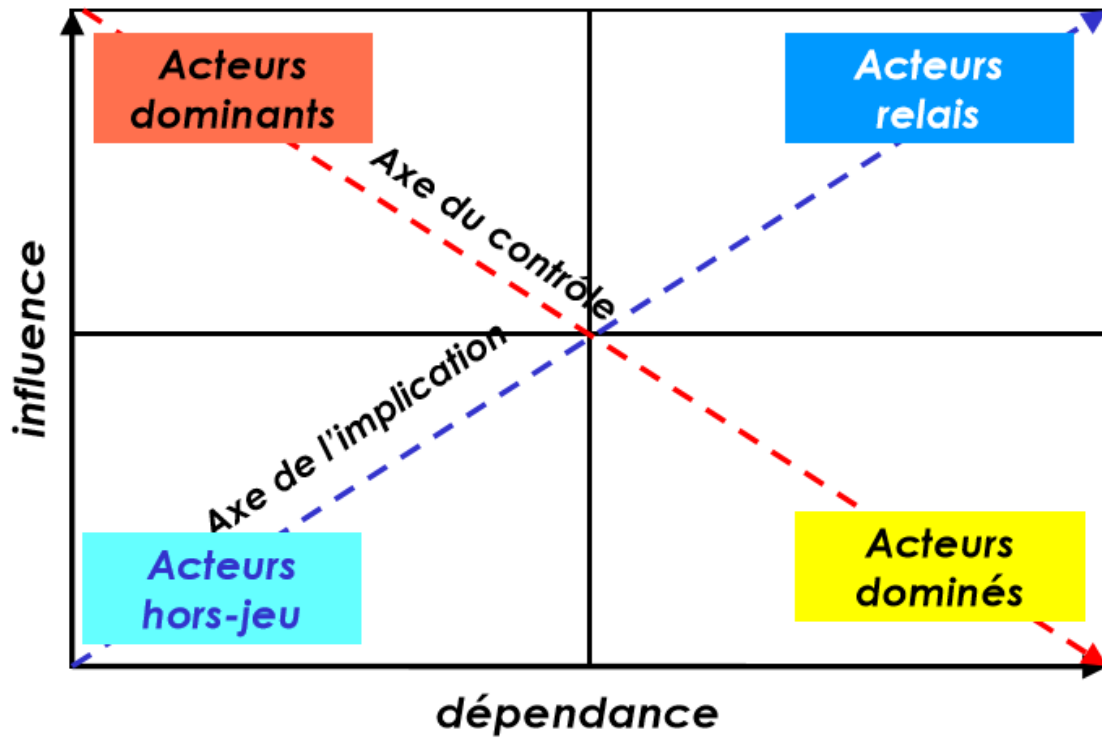 Acteurs
dominants
Acteurs
relais
Axe du contrôle
influence
Axe de l'implication
Acteurs
hors-jeu
Acteurs
dominés
dépendance